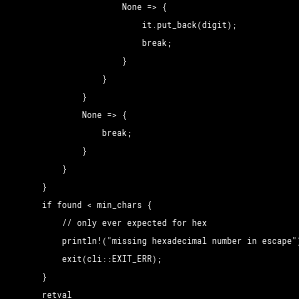 None => {
it.put_back(digit);
break;
}
}
}
None => {
break;
}
}
}
if found < min_chars {
// only ever expected for hex
println!("missing hexadecimal number in escape"
exit(cli::EXIT_ERR);
}
retval